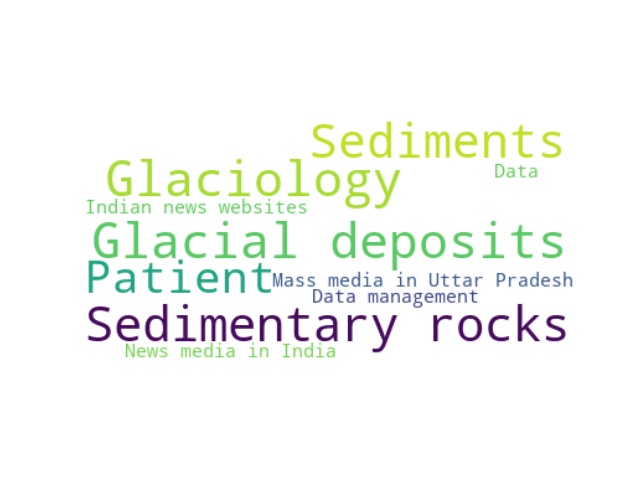 Sediments
Glaciology
Data
Indian news websites
Glacial deposits
Patient
Mass media in Uttar Pradesh
Data management
Sedimentary rocks
News media in India